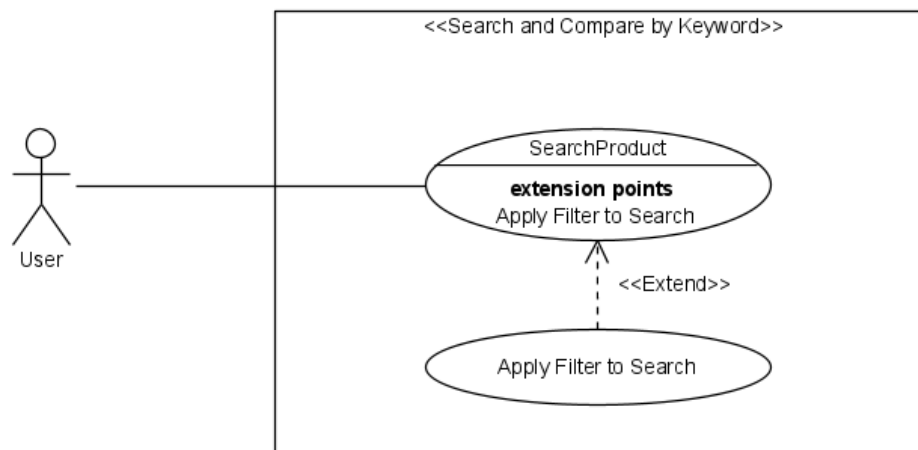 <<Search and Compare by Keyword>>
SearchProduct
extension points
Apply Filter to Search
User
<<Extend>>
Apply Filter to Search